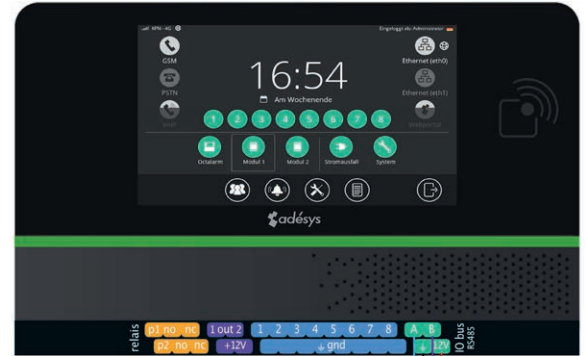 KPN-4G
Eingeloggt als: Administrator
GSM
PSTN
VoIP
16:54
Am Wochenende
Ethernet (eth0)
Ethernet (eth1)
1 2 3 4 5 6 7 8
Octalarm Modul 1 Modul 2 Stromausfall System
adésys
relais
p1 no nc 1 out 2 1 2 3 4 5 6 7 8 A B
p2 no nc +12V gnd 12V
IO bus
RS485